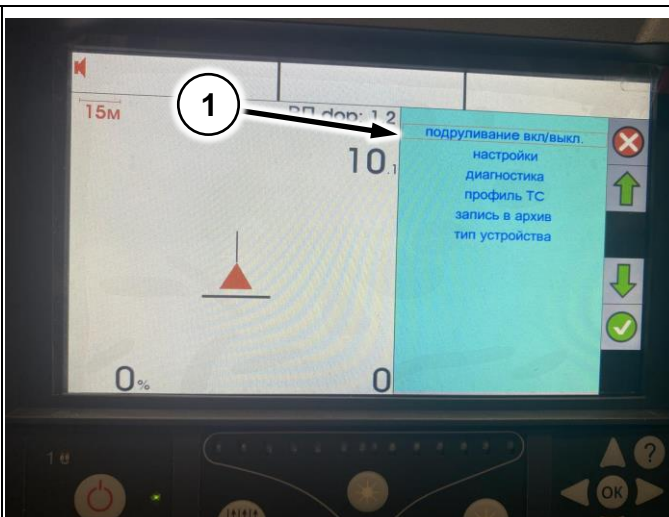 1
15м
ВП dop: 1.2
10.1
подруливание вкл/выкл.
настройки
диагностика
профиль ТС
запись в архив
тип устройства
0%
0
1
?
OK